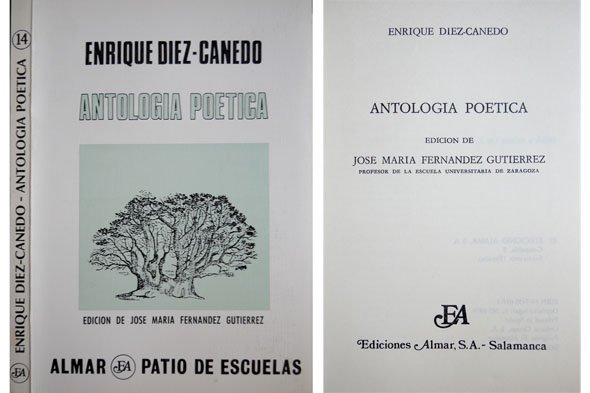 14
ENRIQUE DIEZ-CANEDO - ANTOLOGIA POETICA
EA
ENRIQUE DIEZ-CANEDO
ANTOLOGIA POETICA
EDICION DE JOSE MARIA FERNANDEZ GUTIERREZ
ALMAR EA PATIO DE ESCUELAS
ENRIQUE DIEZ-CANEDO
ANTOLOGIA POETICA
EDICION DE
JOSE MARIA FERNANDEZ GUTIERREZ
PROFESOR DE LA ESCUELA UNIVERSITARIA DE ZARAGOZA
EA
Ediciones Almar, S.A. - Salamanca